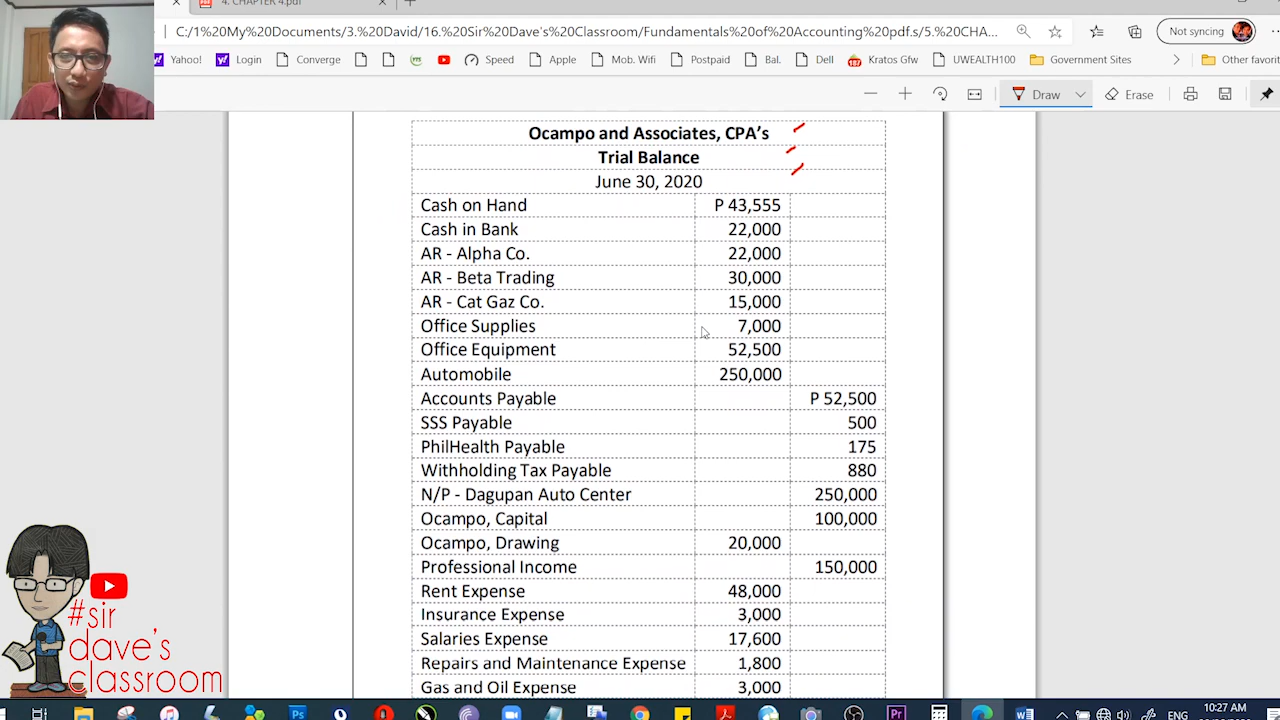 4. CHAPTER 4.pdf
C:/1%20My%20Documents/3.%20David/16.%20Sir%20Dave's%20Classroom/Fundamentals%20of%20Accounting%20pdf.s/5.%20CHA...
Not syncing
Yahoo!
Login
Converge
Speed
Apple
Mob. Wifi
Postpaid
Bal.
Dell
Kratos Gfw
UWEALTH100
Government Sites
Other favorit
Draw
Erase
Ocampo and Associates, CPA's
Trial Balance
June 30, 2020
Cash on Hand P 43,555
Cash in Bank 22,000
AR - Alpha Co. 22,000
AR - Beta Trading 30,000
AR - Cat Gaz Co. 15,000
Office Supplies 7,000
Office Equipment 52,500
Automobile 250,000
Accounts Payable P 52,500
SSS Payable 500
PhilHealth Payable 175
Withholding Tax Payable 880
N/P - Dagupan Auto Center 250,000
Ocampo, Capital 100,000
Ocampo, Drawing 20,000
Professional Income 150,000
Rent Expense 48,000
Insurance Expense 3,000
Salaries Expense 17,600
Repairs and Maintenance Expense 1,800
Gas and Oil Expense 3,000
#sir
dave's
classroom
ENG
10:27 AM